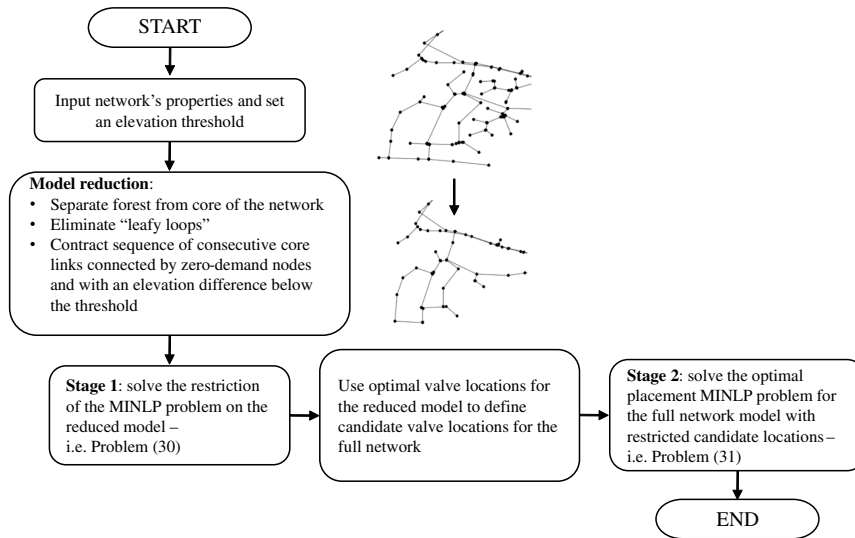 START
Input network's properties and set
an elevation threshold
Model reduction:
• Separate forest from core of the network
• Eliminate “leafy loops”
• Contract sequence of consecutive core
links connected by zero-demand nodes
and with an elevation difference below
the threshold
Stage 1: solve the restriction
of the MINLP problem on the
reduced model –
i.e. Problem (30)
Use optimal valve locations for
the reduced model to define
candidate valve locations for the
full network
Stage 2: solve the optimal
placement MINLP problem for
the full network model with
restricted candidate locations –
i.e. Problem (31)
END